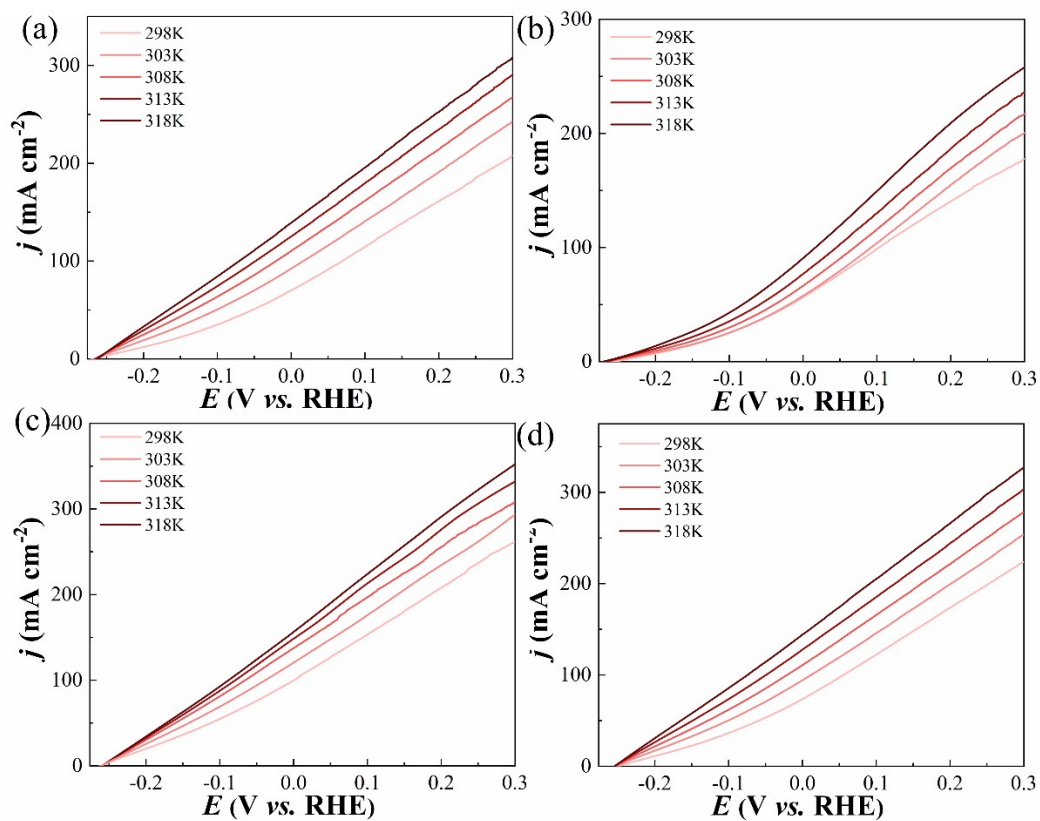 (a)
298K
303K
308K
313K
318K
300
200
100
0
j (mA cm-2)
-0.2 -0.1 0.0 0.1 0.2 0.3
E (V vs. RHE)
(b)
298K
303K
308K
313K
318K
300
200
100
0
j (mA cm-2)
-0.2 -0.1 0.0 0.1 0.2 0.3
E (V vs. RHE)
(c)
298K
303K
308K
313K
318K
400
300
200
100
0
j (mA cm-2)
-0.2 -0.1 0.0 0.1 0.2 0.3
E (V vs. RHE)
(d)
298K
303K
308K
313K
318K
300
200
100
0
j (mA cm-2)
-0.2 -0.1 0.0 0.1 0.2 0.3
E (V vs. RHE)